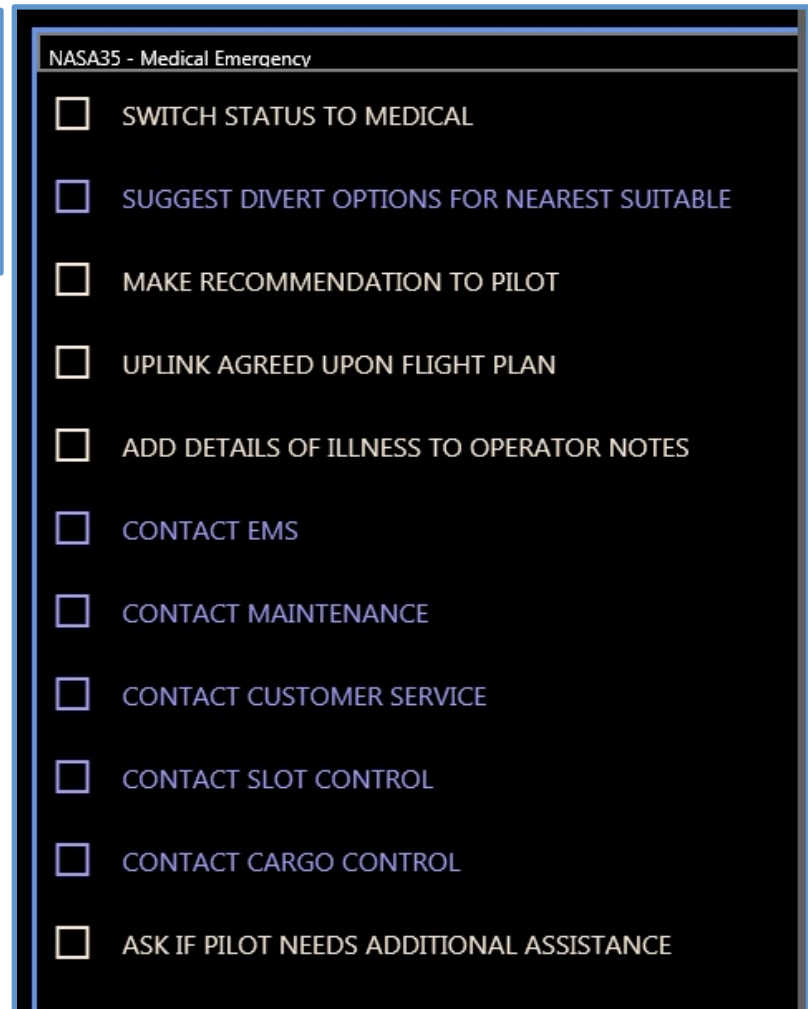 NASA35 - Medical Emergency
SWITCH STATUS TO MEDICAL
SUGGEST DIVERT OPTIONS FOR NEAREST SUITABLE
MAKE RECOMMENDATION TO PILOT
UPLINK AGREED UPON FLIGHT PLAN
ADD DETAILS OF ILLNESS TO OPERATOR NOTES
CONTACT EMS
CONTACT MAINTENANCE
CONTACT CUSTOMER SERVICE
CONTACT SLOT CONTROL
CONTACT CARGO CONTROL
ASK IF PILOT NEEDS ADDITIONAL ASSISTANCE